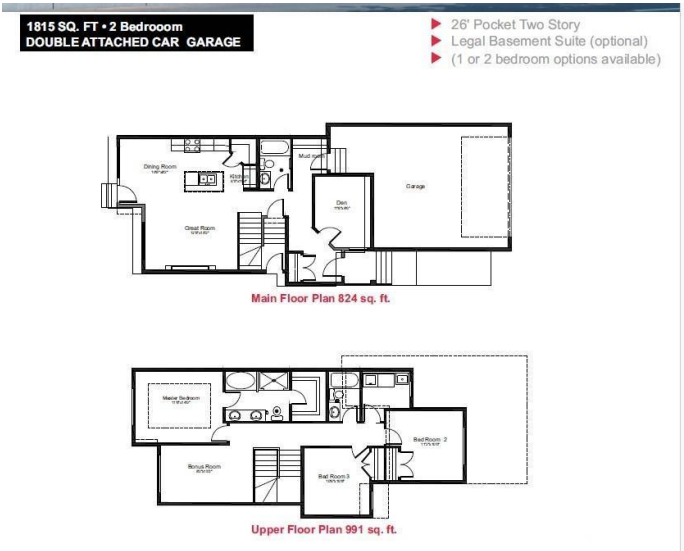 1815 SQ. FT • 2 Bedrooom
DOUBLE ATTACHED CAR GARAGE
26' Pocket Two Story
Legal Basement Suite (optional)
(1 or 2 bedroom options available)
Dining Room
Kitchen
Mud room
Garage
Den
Great Room
Main Floor Plan 824 sq. ft.
Master Bedroom
Bed Room 2
Bonus Room
Bed Room 3
Upper Floor Plan 991 sq. ft.